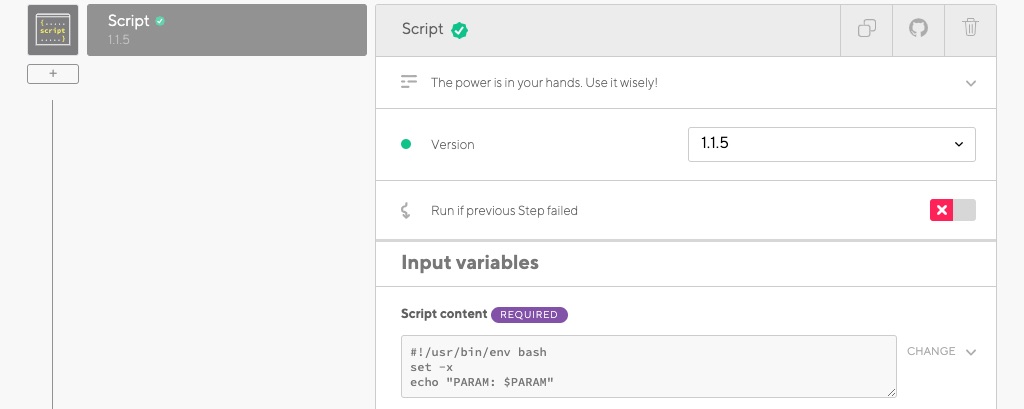 {.....
script
.....}
Script
1.1.5
+
Script
The power is in your hands. Use it wisely!
Version
1.1.5
Run if previous Step failed
Input variables
Script content REQUIRED
#!/usr/bin/env bash
set -x
echo "PARAM: $PARAM"
CHANGE